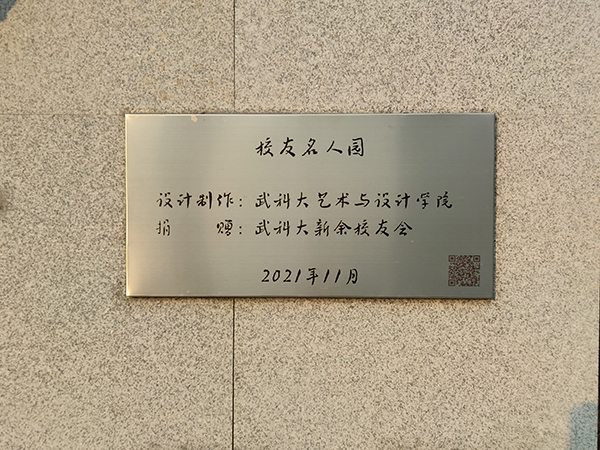 校友名人园
设计制作：武科大艺术与设计学院
捐　　赠：武科大新余校友会
2021年11月